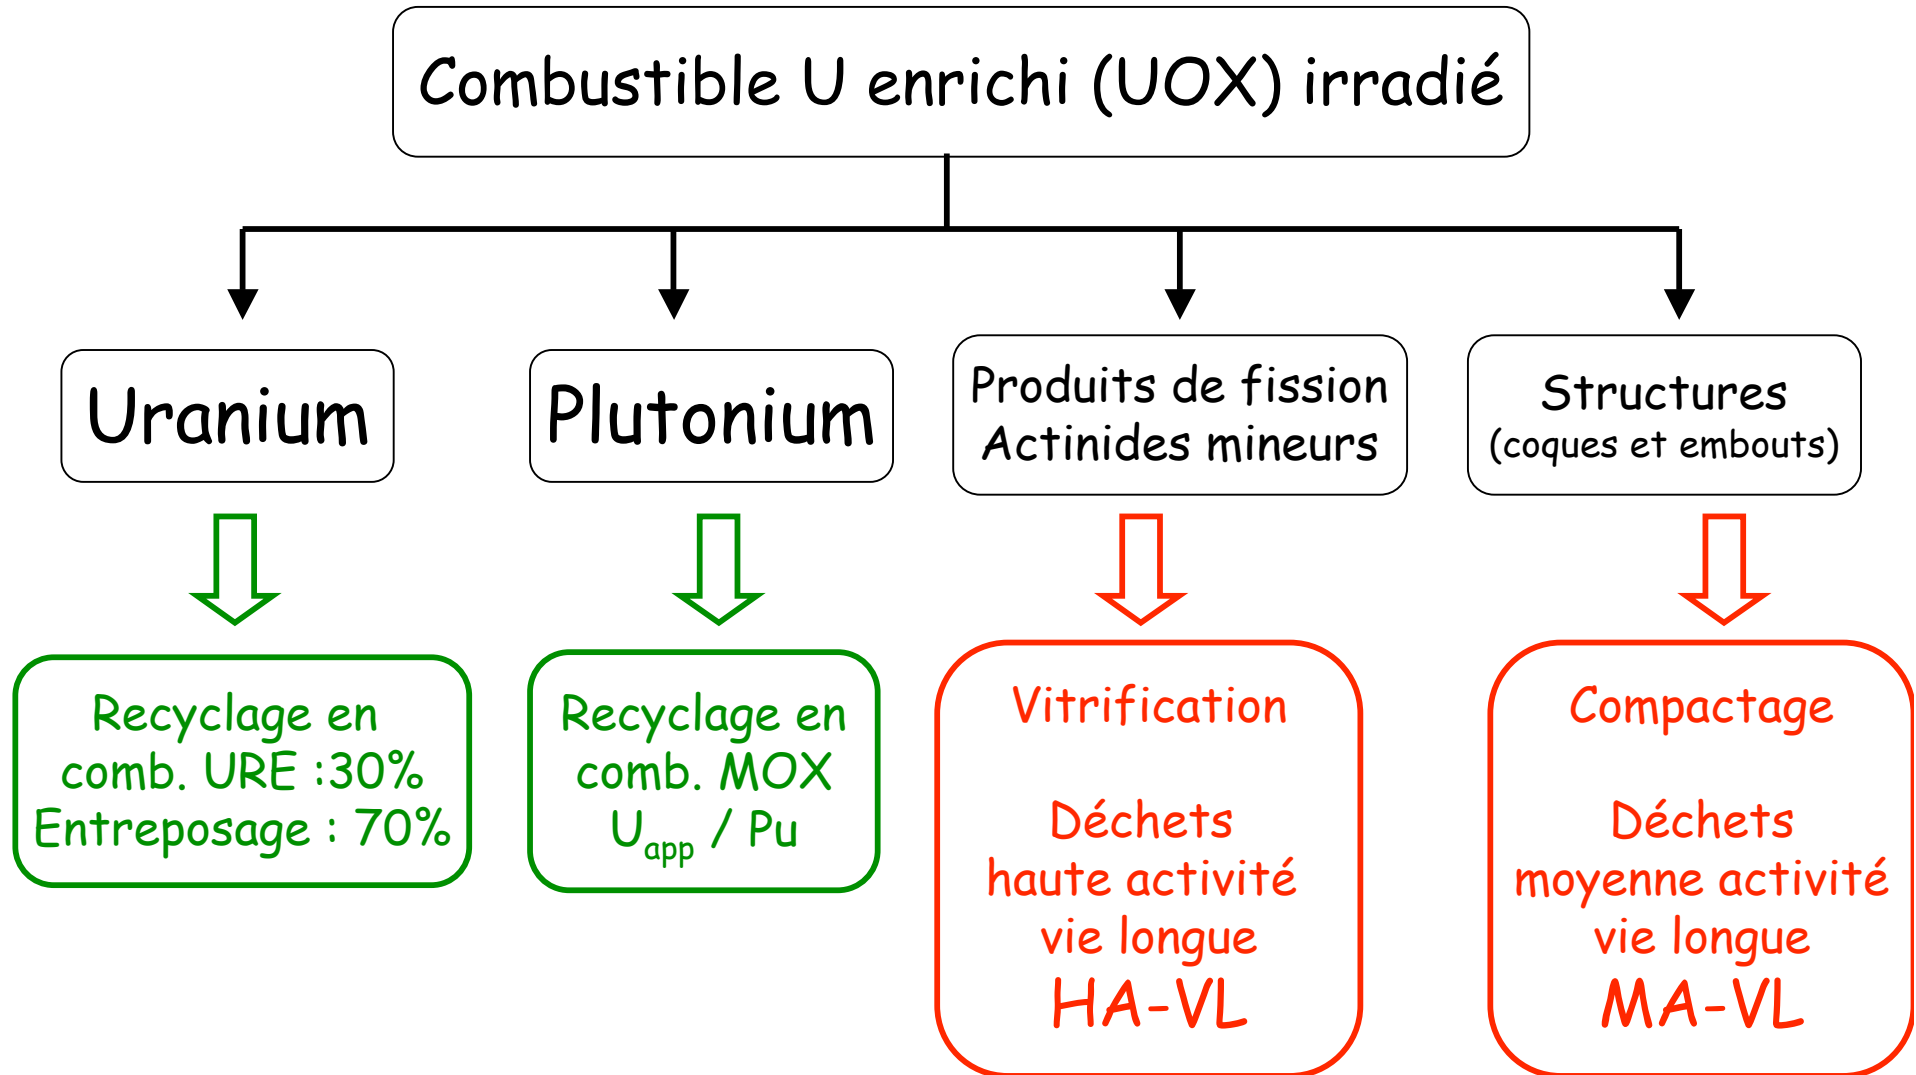 Combustible U enrichi (UOX) irradié
Uranium
Plutonium
Produits de fission
Actinides mineurs
Structures
(coques et embouts)
Recyclage en
comb. URE :30%
Entreposage : 70%
Recyclage en
comb. MOX
Uapp / Pu
Vitrification
Déchets
haute activité
vie longue
HA-VL
Compactage
Déchets
moyenne activité
vie longue
MA-VL